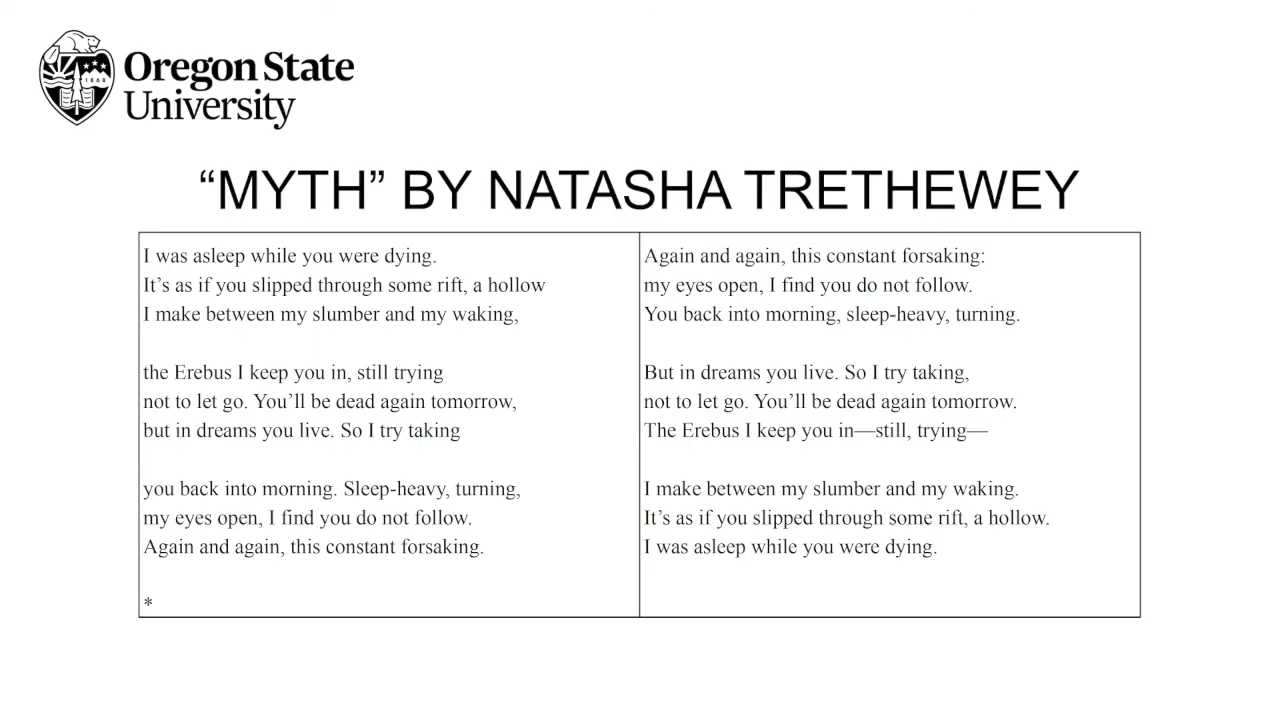 1868
Oregon State
University
“MYTH” BY NATASHA TRETHEWEY
I was asleep while you were dying.
It’s as if you slipped through some rift, a hollow
I make between my slumber and my waking,
the Erebus I keep you in, still trying
not to let go. You’ll be dead again tomorrow,
but in dreams you live. So I try taking
you back into morning. Sleep-heavy, turning,
my eyes open, I find you do not follow.
Again and again, this constant forsaking.
*
Again and again, this constant forsaking:
my eyes open, I find you do not follow.
You back into morning, sleep-heavy, turning.
But in dreams you live. So I try taking,
not to let go. You’ll be dead again tomorrow.
The Erebus I keep you in—still, trying—
I make between my slumber and my waking.
It’s as if you slipped through some rift, a hollow.
I was asleep while you were dying.